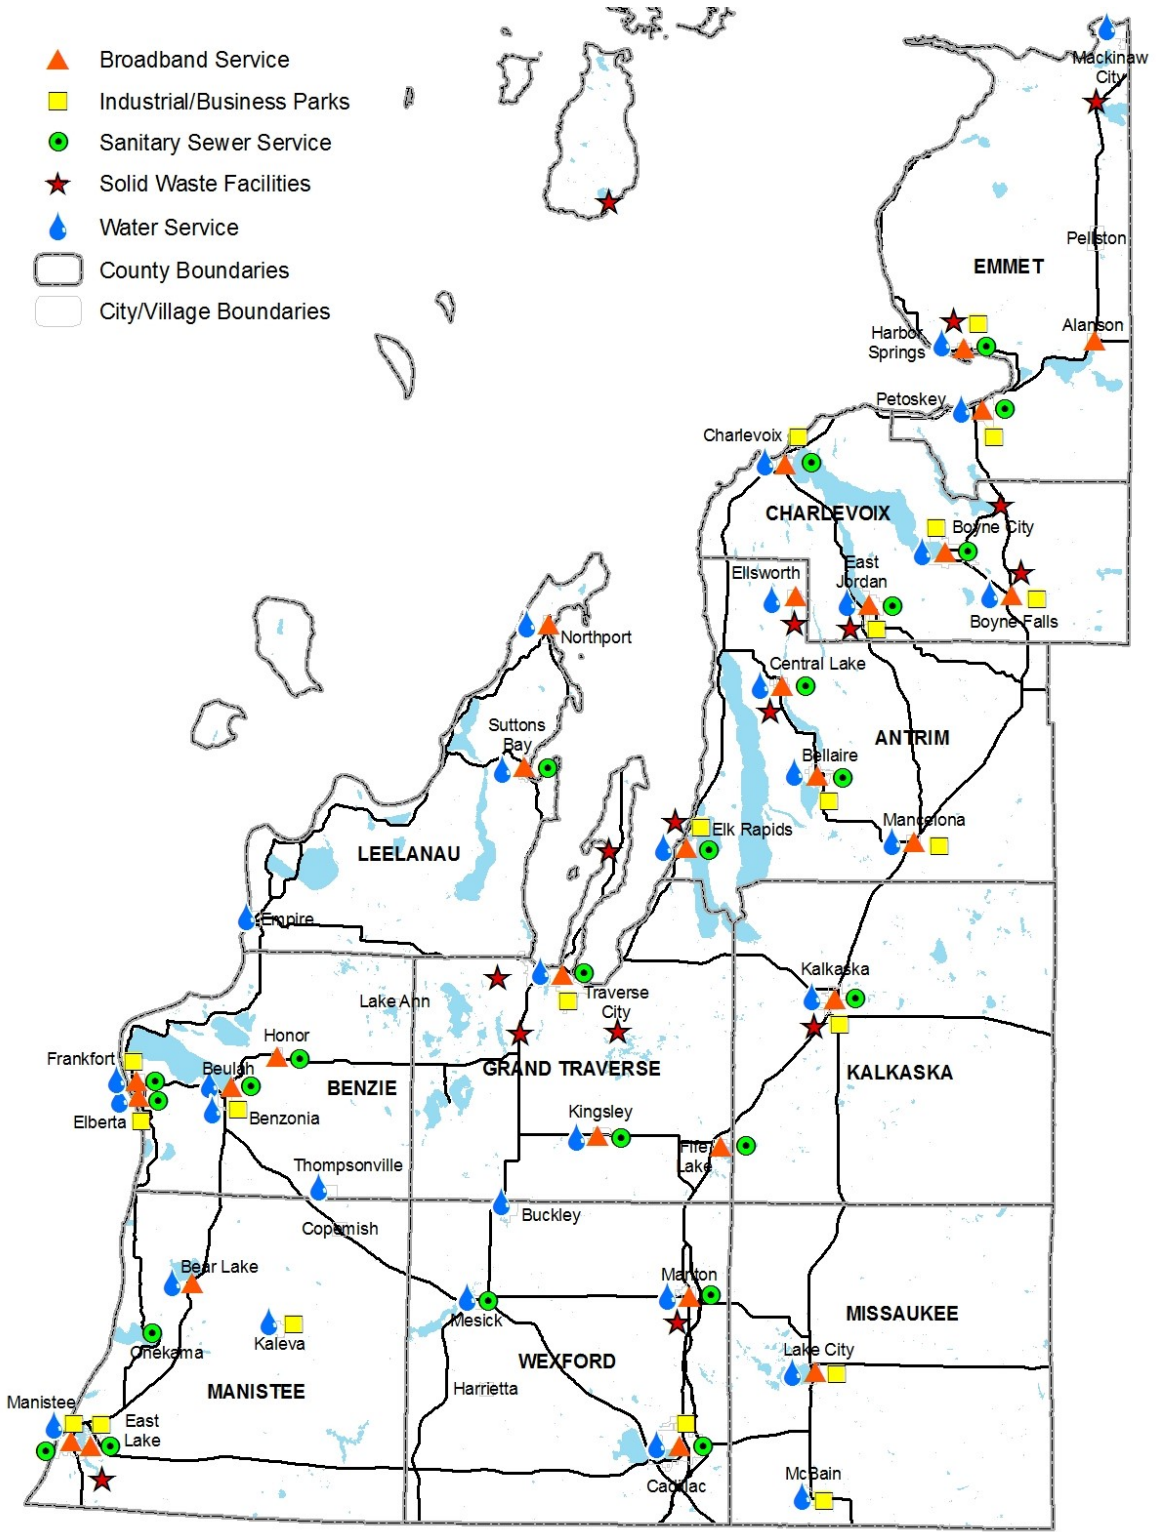 Broadband Service
Industrial/Business Parks
Sanitary Sewer Service
Solid Waste Facilities
Water Service
County Boundaries
City/Village Boundaries
Mackinaw
City
Pellston
EMMET
Alanson
Harbor
Springs
Petoskey
Charlevoix
CHARLEVOIX
Boyne City
East
Jordan
Ellsworth
Boyne Falls
Northport
Central Lake
Suttons
Bay
ANTRIM
Bellaire
Mancelona
Elk Rapids
LEELANAU
Empire
Kalkaska
Lake Ann
Traverse
City
Honor
Frankfort
Beulah
GRAND TRAVERSE
KALKASKA
BENZIE
Elberta
Benzonia
Kingsley
Fife
Lake
Thompsonville
Buckley
Copemish
Bear Lake
Manton
MISSAUKEE
Mesick
Kaleva
Onekama
Lake City
WEXFORD
MANISTEE
Harrietta
Manistee
East
Lake
McBain
Cadillac